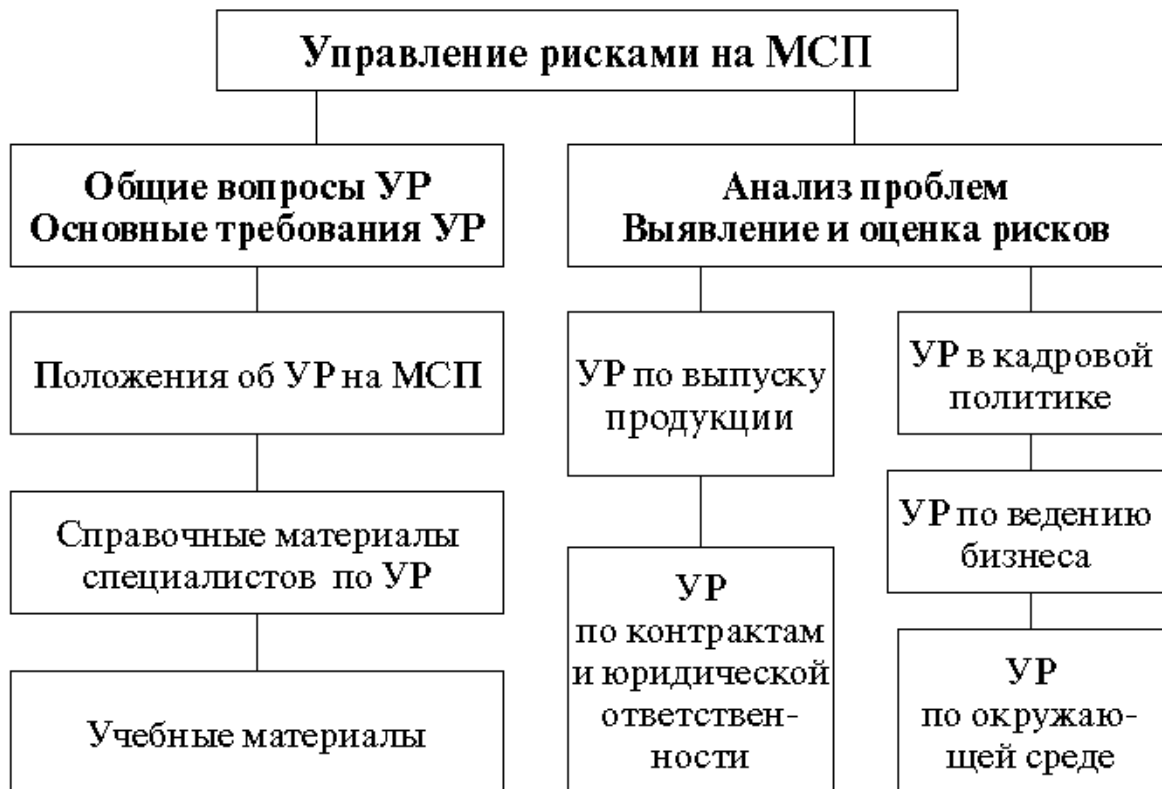 Управление рисками на МСП
Общие вопросы УР
Основные требования УР
Положения об УР на МСП
Справочные материалы
специалистов по УР
Учебные материалы
Анализ проблем
Выявление и оценка рисков
УР по выпуску
продукции
УР
по контрактам
и юридической
ответствен-
ности
УР в кадровой
политике
УР по ведению
бизнеса
УР
по окружаю-
щей среде